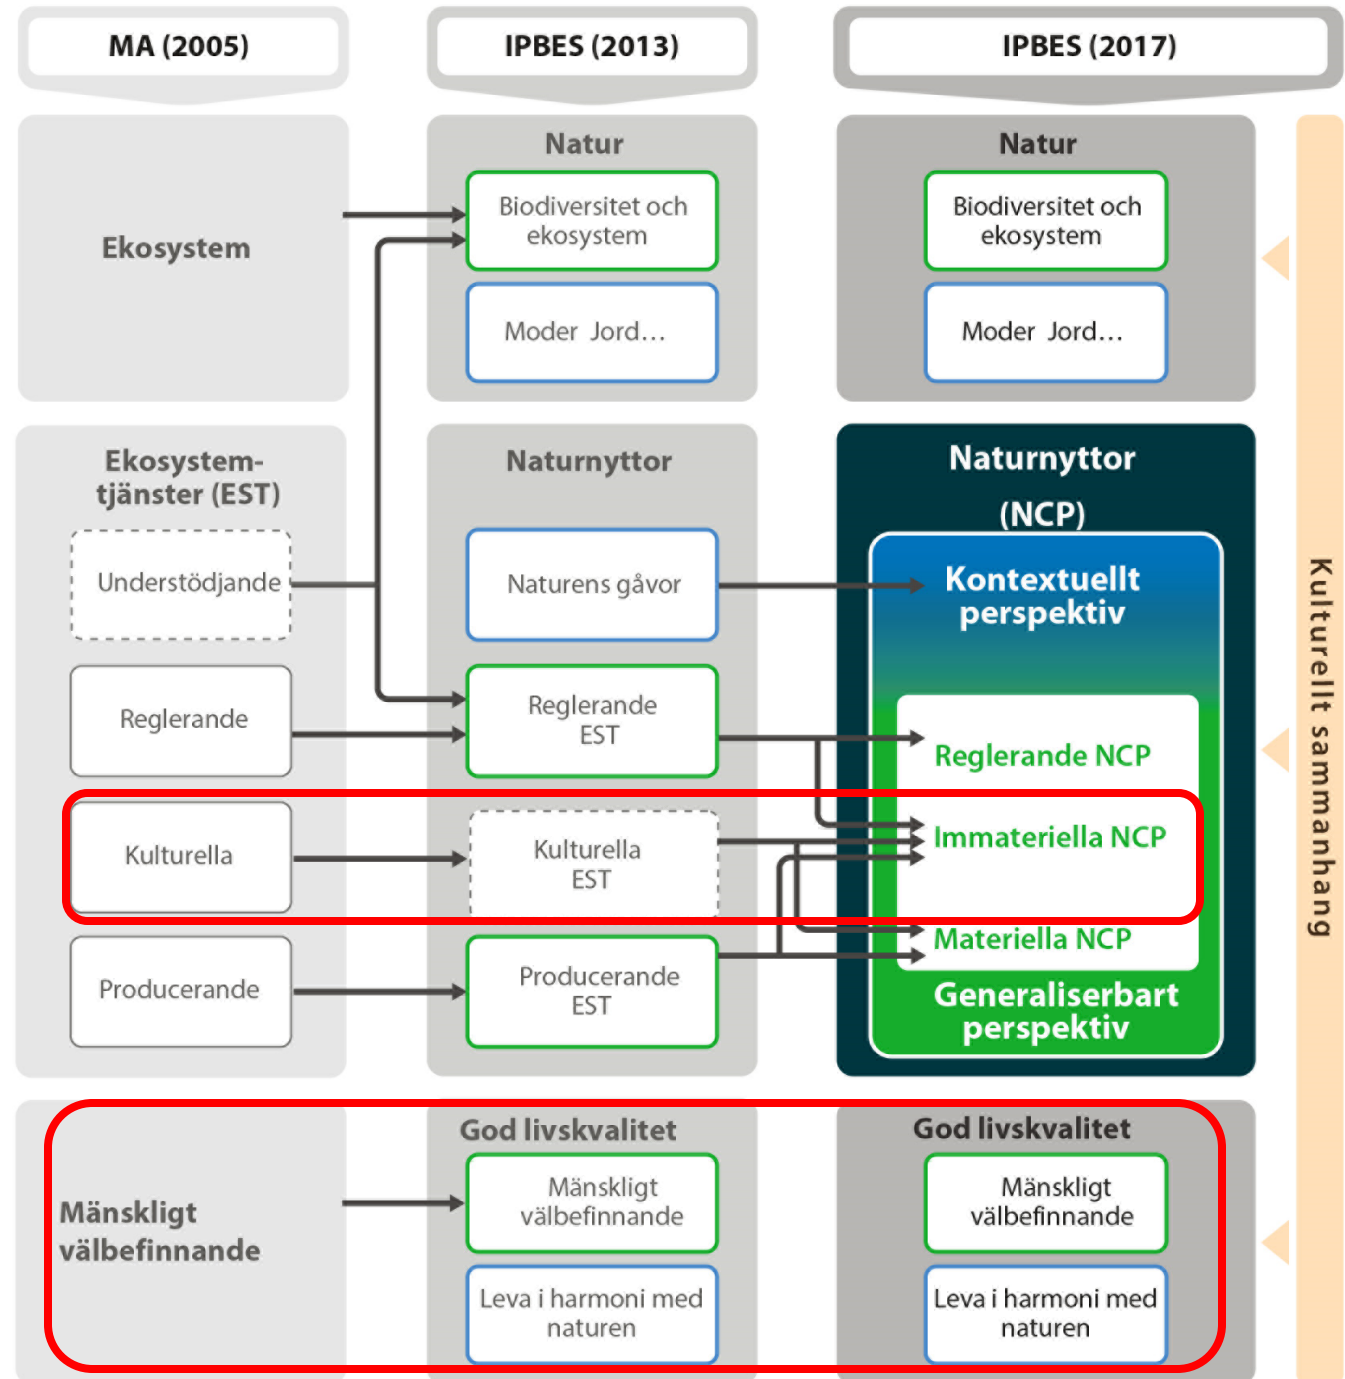 MA (2005)
IPBES (2013)
IPBES (2017)
Ekosystem
Natur
Biodiversitet och
ekosystem
Moder Jord...
Natur
Biodiversitet och
ekosystem
Moder Jord...
Ekosystem-
tjänster (EST)
Understödjande
Reglerande
Kulturella
Producerande
Naturnyttor
Naturens gåvor
Reglerande
EST
Kulturella
EST
Producerande
EST
Naturnyttor
(NCP)
Kontextuellt
perspektiv
Reglerande NCP
Immateriella NCP
Materiella NCP
Generaliserbart
perspektiv
Mänskligt
välbefinnande
God livskvalitet
Mänskligt
välbefinnande
Leva i harmoni med
naturen
God livskvalitet
Mänskligt
välbefinnande
Leva i harmoni med
naturen
Kulturellt sammanhang